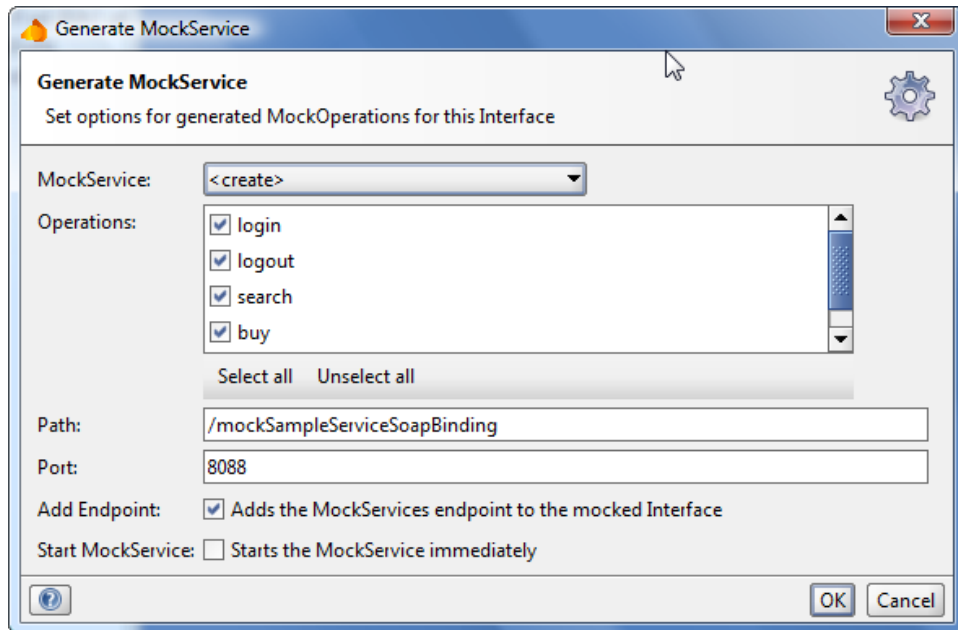 Generate MockService
Generate MockService
Set options for generated MockOperations for this Interface
MockService: <create>
Operations: login
logout
search
buy
Select all Unselect all
Path: /mockSampleServiceSoapBinding
Port: 8088
Add Endpoint: Adds the MockServices endpoint to the mocked Interface
Start MockService: Starts the MockService immediately
OK Cancel